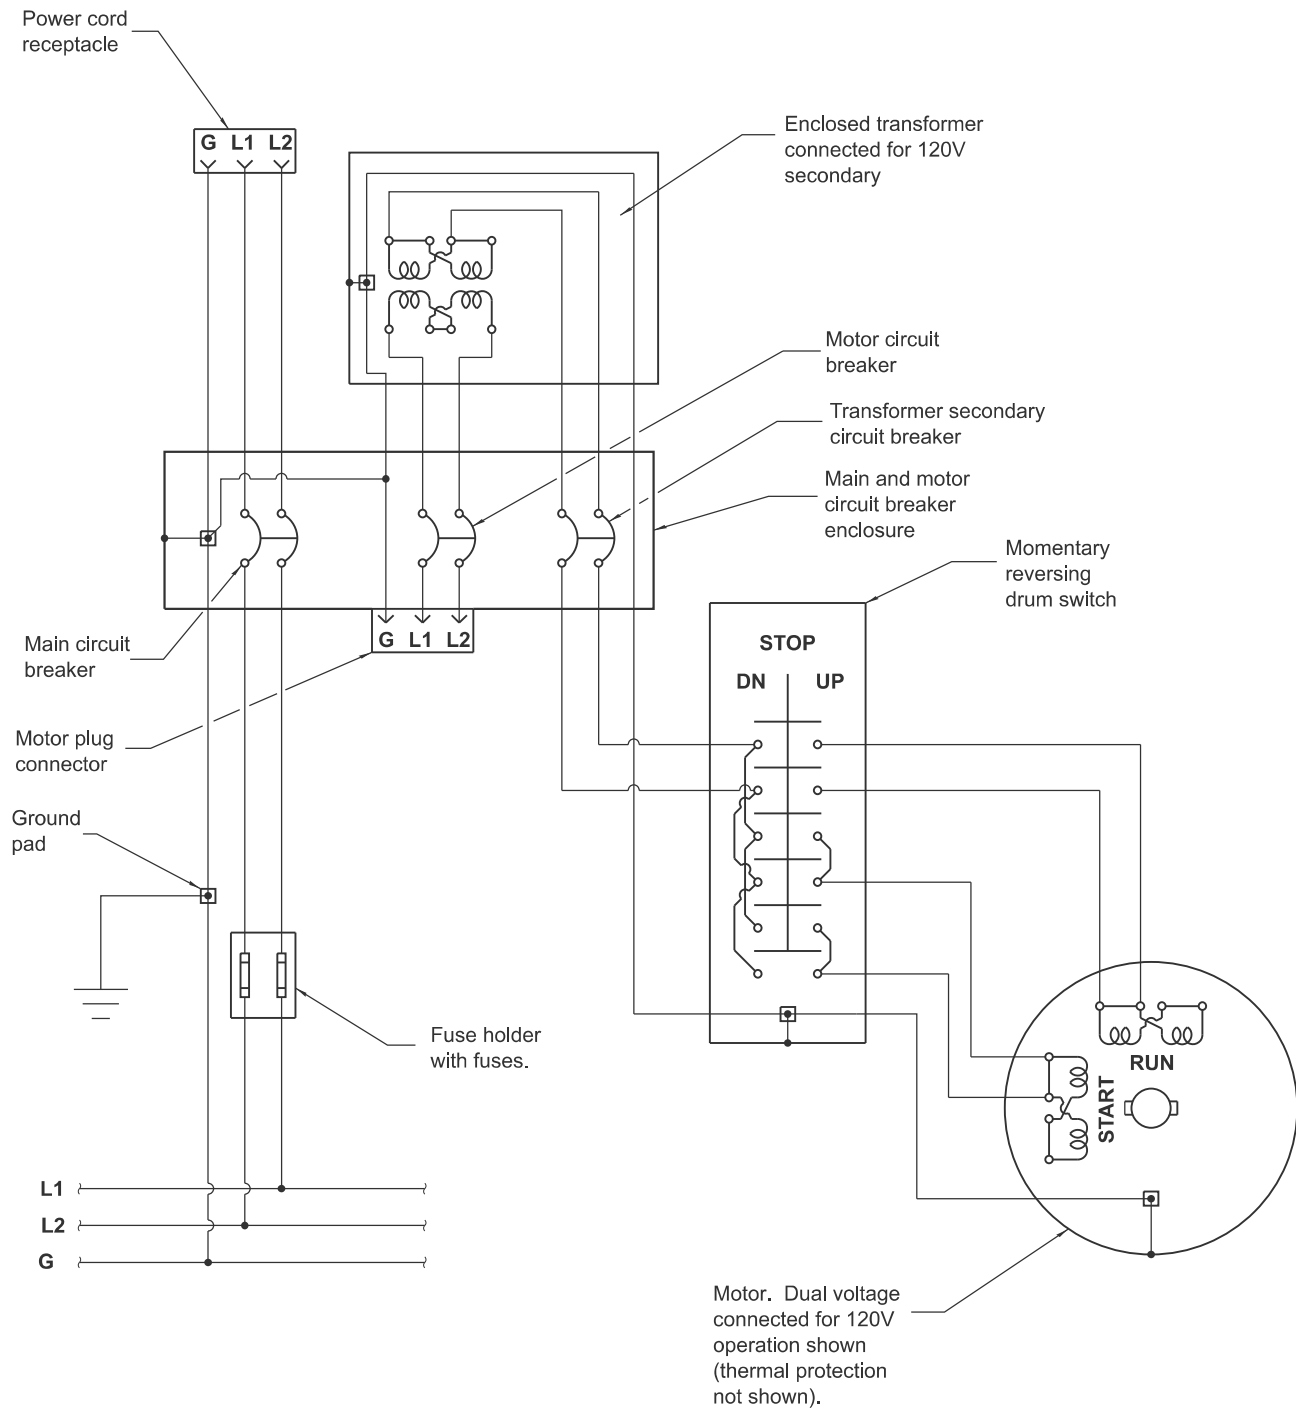 Power cord
receptacle
G L1 L2
Enclosed transformer
connected for 120V
secondary
Motor circuit
breaker
Transformer secondary
circuit breaker
Main and motor
circuit breaker
enclosure
Momentary
reversing
drum switch
Main circuit
breaker
G L1 L2
STOP
DN UP
Motor plug
connector
Ground
pad
Fuse holder
with fuses.
RUN
START
L1
L2
G
Motor. Dual voltage
connected for 120V
operation shown
(thermal protection
not shown).